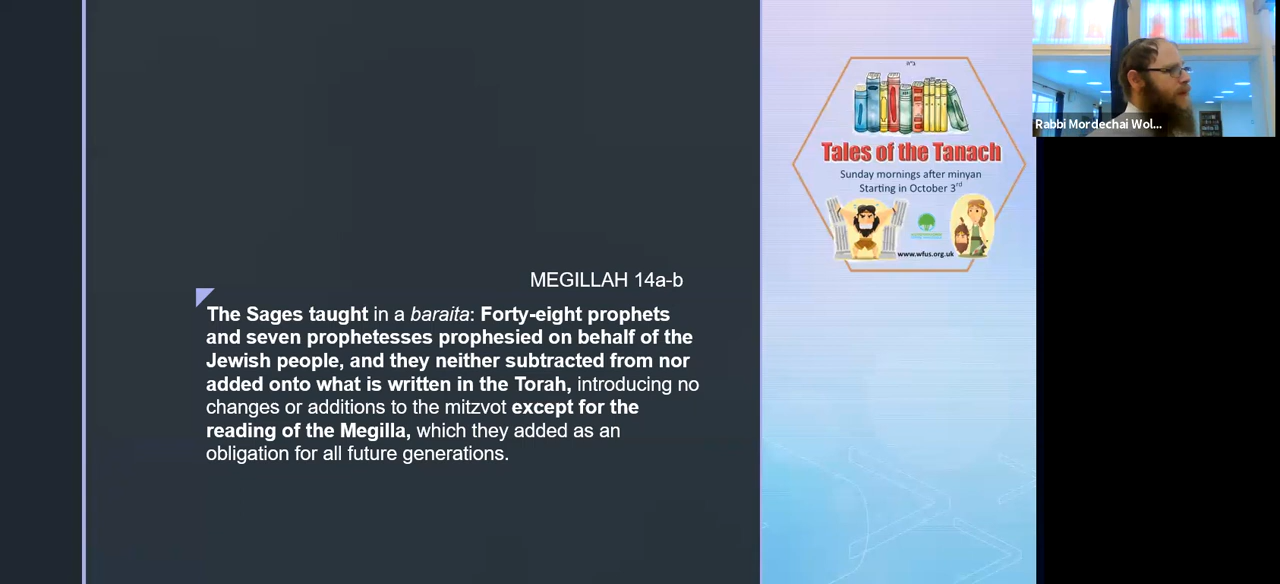 MEGILLAH 14a-b
The Sages taught in a baraita: Forty-eight prophets
and seven prophetesses prophesied on behalf of the
Jewish people, and they neither subtracted from nor
added onto what is written in the Torah, introducing no
changes or additions to the mitzvot except for the
reading of the Megilla, which they added as an
obligation for all future generations.
בס"ד
Tales of the Tanach
Sunday mornings after minyan
Starting in October 3rd
www.wfus.org.uk
Rabbi Mordechai Wol...